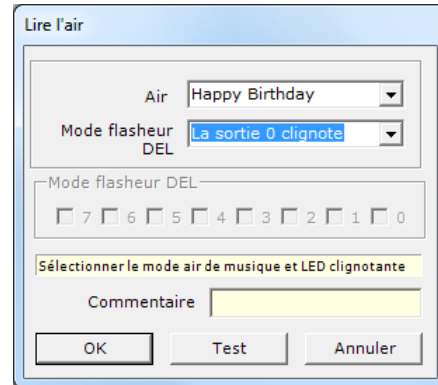 Lire l'air
Air Happy Birthday
Mode flasheur DEL La sortie 0 clignote
Mode flasheur DEL
7 6 5 4 3 2 1 0
Sélectionner le mode air de musique et LED clignotante
Commentaire
OK Test Annuler